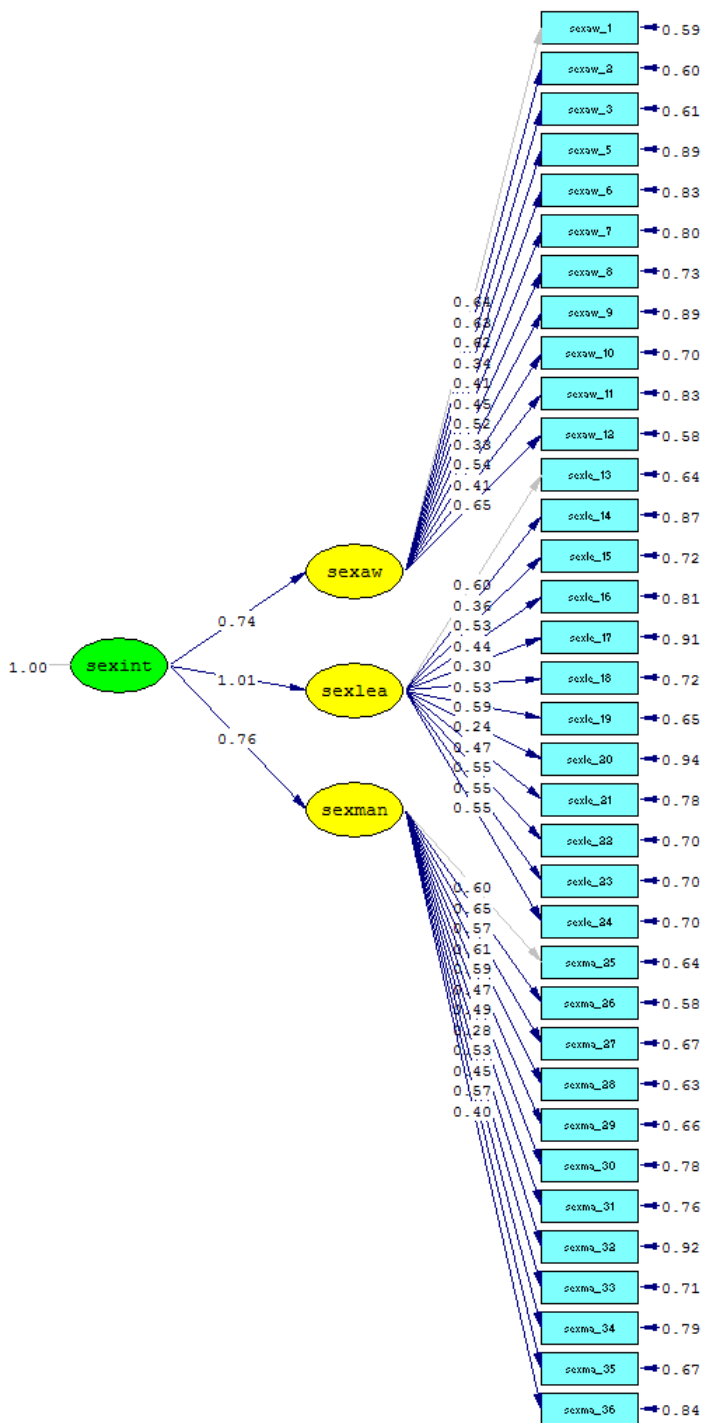 sexaw_1 0.59
sexaw_2 0.60
sexaw_3 0.61
sexaw_5 0.89
sexaw_6 0.83
sexaw_7 0.80
sexaw_8 0.73
sexaw_9 0.89
sexaw_10 0.70
sexaw_11 0.83
sexaw_12 0.58
sexle_13 0.64
sexle_14 0.87
sexle_15 0.72
sexle_16 0.81
sexle_17 0.91
sexle_18 0.72
sexle_19 0.65
sexle_20 0.94
sexle_21 0.78
sexle_22 0.70
sexle_23 0.70
sexle_24 0.70
sexma_25 0.64
sexma_26 0.58
sexma_27 0.67
sexma_28 0.63
sexma_29 0.66
sexma_30 0.78
sexma_31 0.76
sexma_32 0.92
sexma_33 0.71
sexma_34 0.79
sexma_35 0.67
sexma_36 0.84
0.64
0.63
0.62
0.34
0.41
0.45
0.52
0.33
0.54
0.41
0.65
0.60
0.36
0.53
0.44
0.30
0.53
0.59
0.24
0.47
0.55
0.55
0.55
0.60
0.65
0.57
0.61
0.59
0.47
0.49
0.28
0.53
0.45
0.57
0.40
sexaw
sexlea
sexman
0.74
1.01
0.76
1.00 sexint